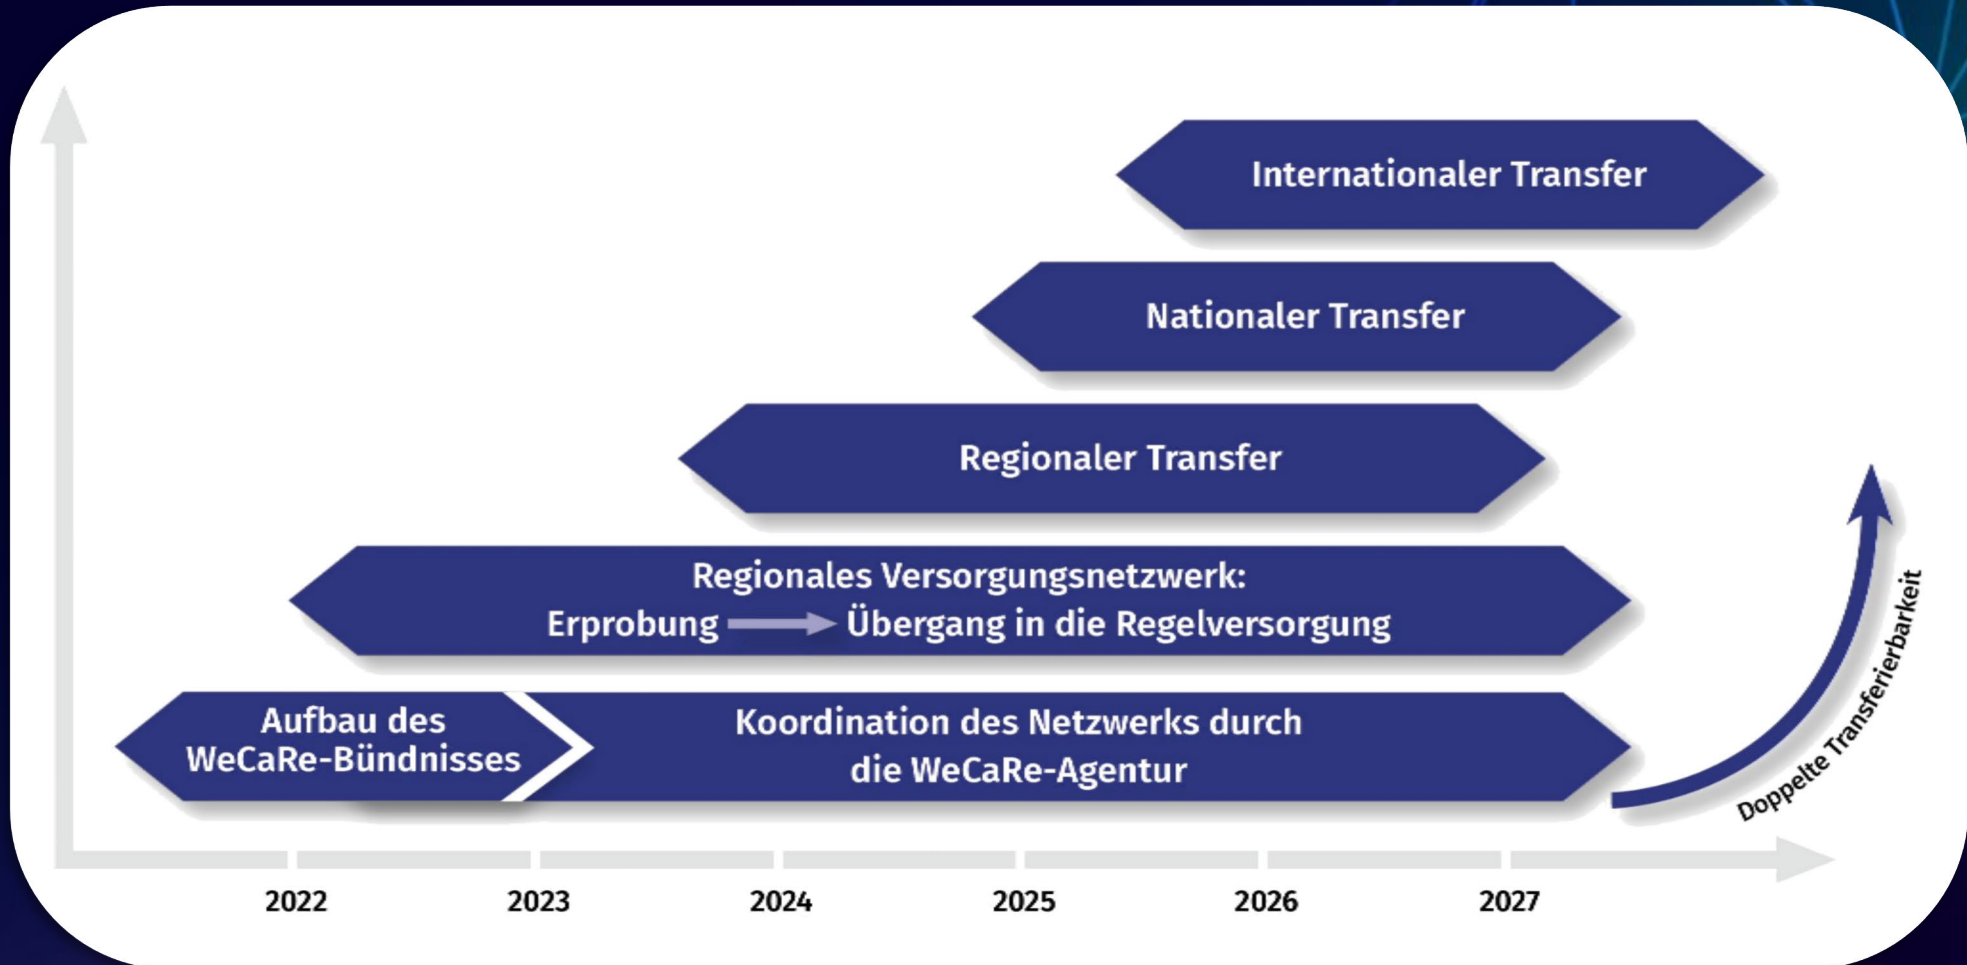 Internationaler Transfer
Nationaler Transfer
Regionaler Transfer
Regionales Versorgungsnetzwerk:
Erprobung Übergang in die Regelversorgung
Aufbau des
WeCaRe-Bündnisses
Koordination des Netzwerks durch
die WeCaRe-Agentur
Doppelte Transferierbarkeit
2022 2023 2024 2025 2026 2027